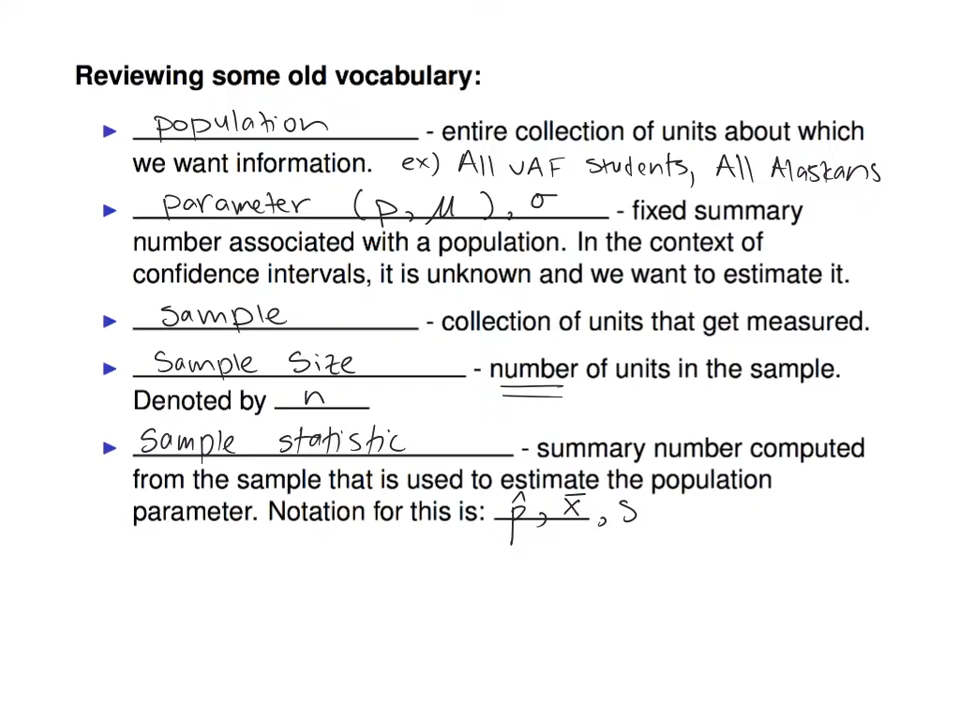 Reviewing some old vocabulary:
▶ population - entire collection of units about which
we want information. ex) All UAF students, All Alaskans
▶ parameter (p, μ), σ - fixed summary
number associated with a population. In the context of
confidence intervals, it is unknown and we want to estimate it.
▶ sample - collection of units that get measured.
▶ Sample Size - number of units in the sample.
Denoted by n
▶ Sample statistic - summary number computed
from the sample that is used to estimate the population
parameter. Notation for this is: p̂, x̄, s